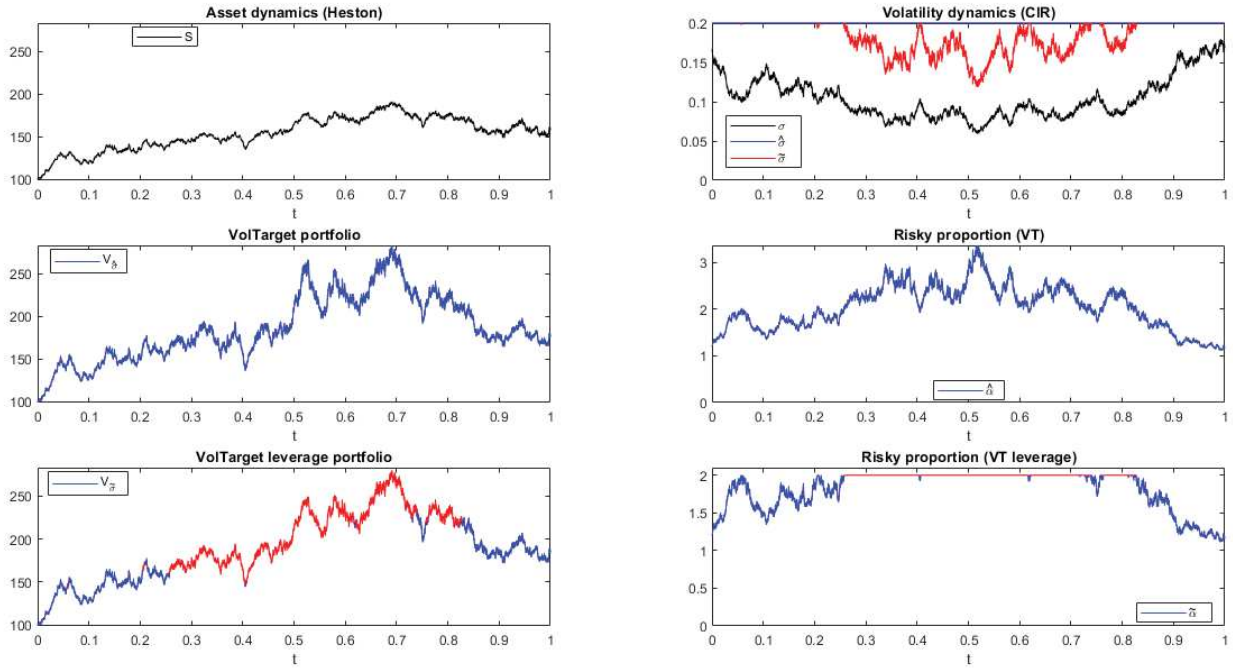 Asset dynamics (Heston)
250
200
150
100
S
0 0.1 0.2 0.3 0.4 0.5 0.6 0.7 0.8 0.9 1
t
Volatility dynamics (CIR)
0.2
0.15
0.1
0.05
0
σ
σ̂
σ̃
0 0.1 0.2 0.3 0.4 0.5 0.6 0.7 0.8 0.9 1
t
VolTarget portfolio
250
200
150
100
V_σ̂
0 0.1 0.2 0.3 0.4 0.5 0.6 0.7 0.8 0.9 1
t
Risky proportion (VT)
3
2
1
0
α̂
0 0.1 0.2 0.3 0.4 0.5 0.6 0.7 0.8 0.9 1
t
VolTarget leverage portfolio
250
200
150
100
V_σ̃
0 0.1 0.2 0.3 0.4 0.5 0.6 0.7 0.8 0.9 1
t
Risky proportion (VT leverage)
2
1.5
1
0.5
0
α̃
0 0.1 0.2 0.3 0.4 0.5 0.6 0.7 0.8 0.9 1
t